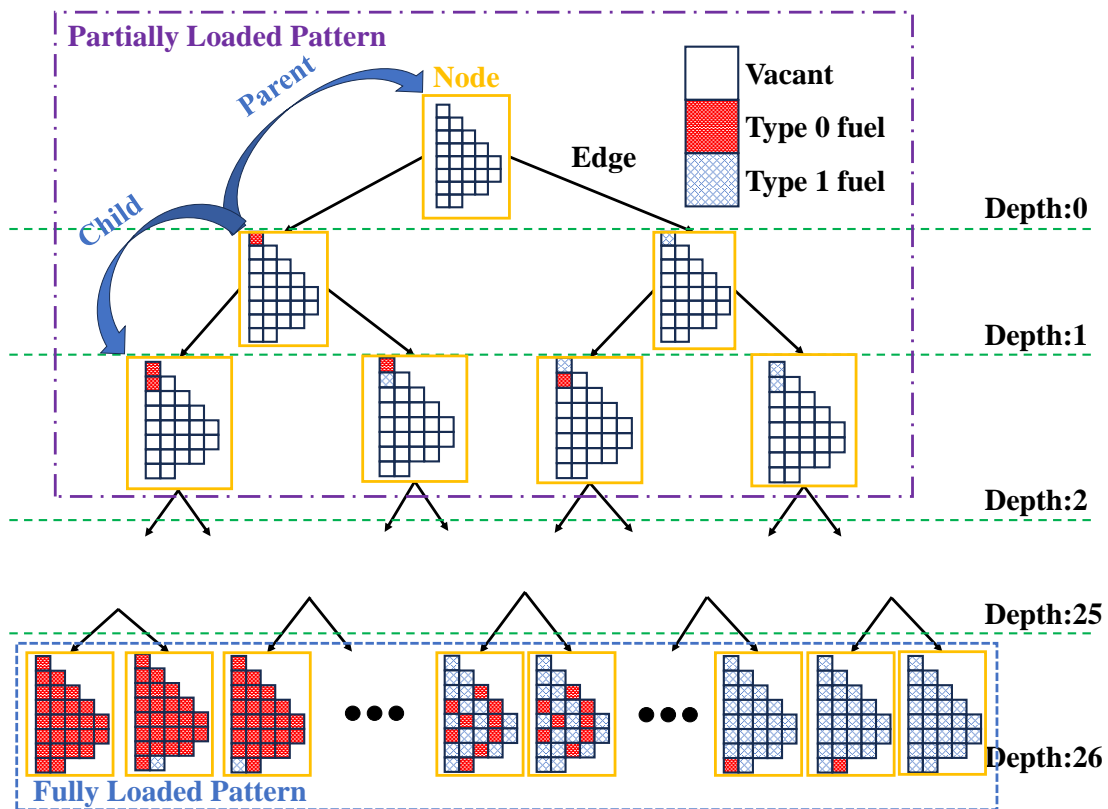 Partially Loaded Pattern
Parent
Node
Vacant
Type 0 fuel
Type 1 fuel
Edge
Child
Depth:0
Depth:1
Depth:2
Depth:25
Depth:26
Fully Loaded Pattern